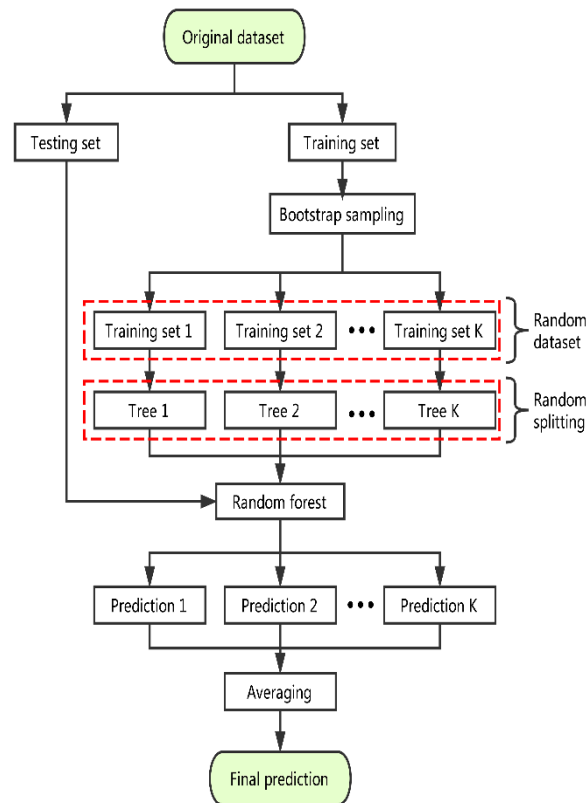 Original dataset
Testing set
Training set
Bootstrap sampling
Training set 1
Training set 2
•••
Training set K
Random
dataset
Tree 1
Tree 2
•••
Tree K
Random
splitting
Random forest
Prediction 1
Prediction 2
•••
Prediction K
Averaging
Final prediction